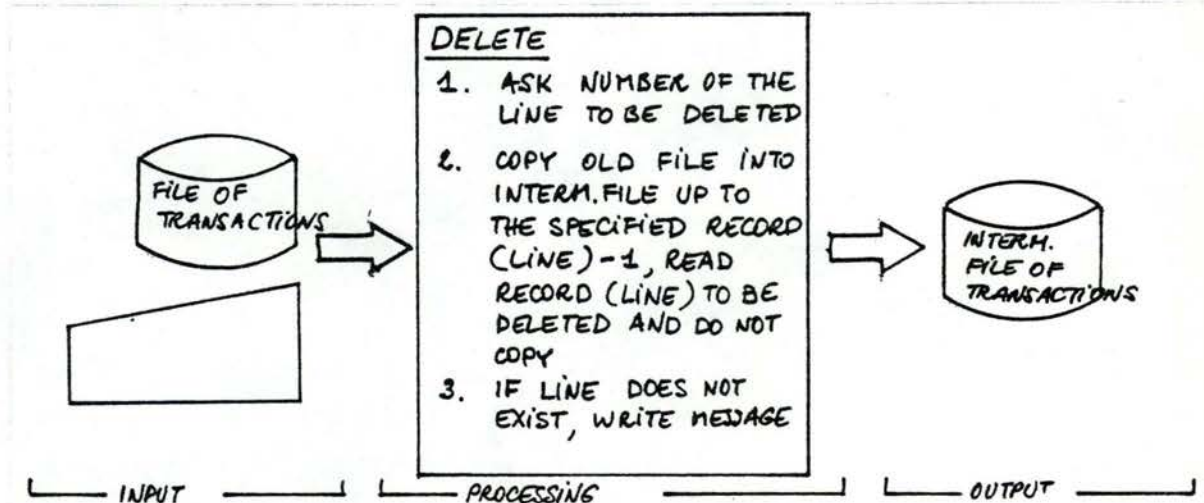 DELETE
1. ASK NUMBER OF THE
LINE TO BE DELETED
2. COPY OLD FILE INTO
INTERM. FILE UP TO
THE SPECIFIED RECORD
(LINE)-1, READ
RECORD (LINE) TO BE
DELETED AND DO NOT
COPY
3. IF LINE DOES NOT
EXIST, WRITE MESSAGE
FILE OF
TRANSACTIONS
INTERM.
FILE OF
TRANSACTIONS
INPUT
PROCESSING
OUTPUT